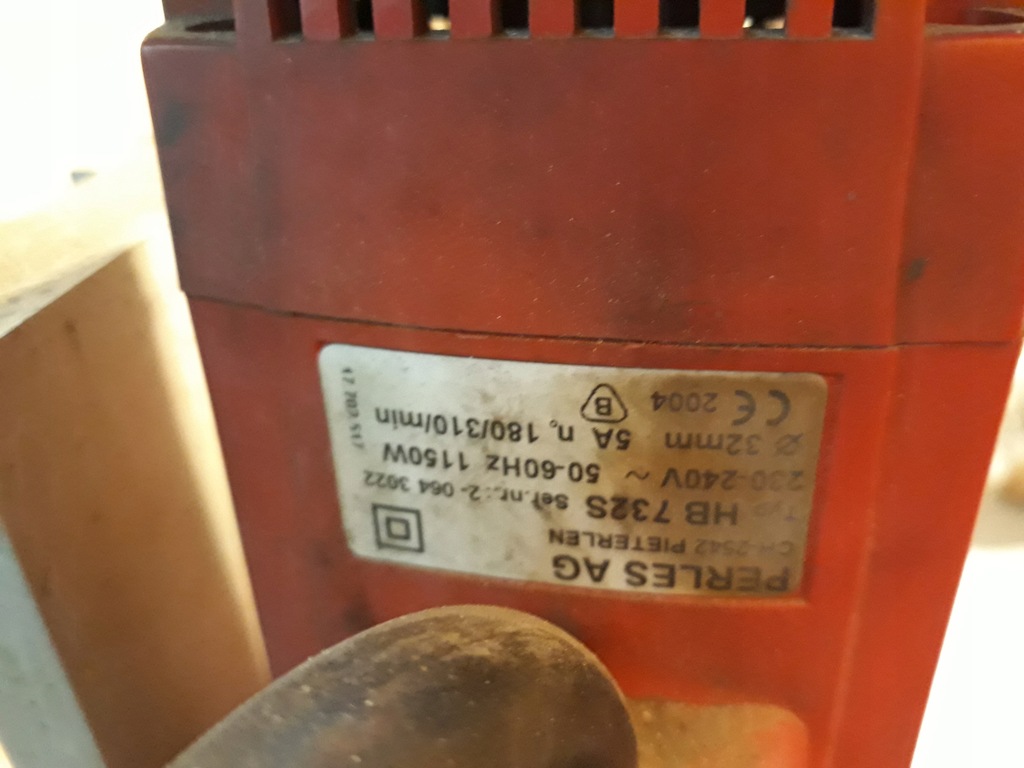 PERLES AG
CH-2542 PIETERLEN
Typ HB 732S ser.nr.: 2- 064 3022
230-240V ~ 50-60Hz 1150W
Ø 32mm 5A n₀ 180/310/min
CE 2004 B